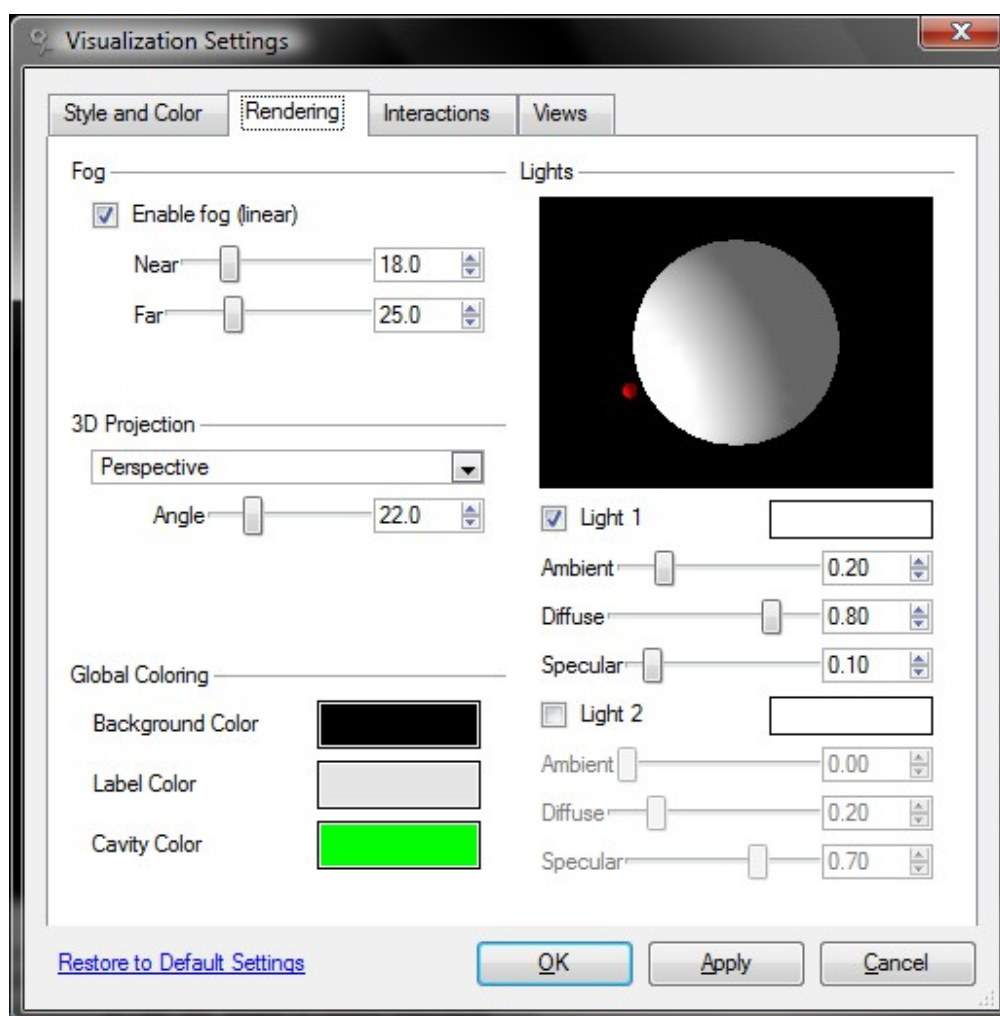 Visualization Settings
Style and Color
Rendering
Interactions
Views
Fog
Enable fog (linear)
Near 18.0
Far 25.0
3D Projection
Perspective
Angle 22.0
Global Coloring
Background Color
Label Color
Cavity Color
Lights
Light 1
Ambient 0.20
Diffuse 0.80
Specular 0.10
Light 2
Ambient 0.00
Diffuse 0.20
Specular 0.70
Restore to Default Settings
OK
Apply
Cancel